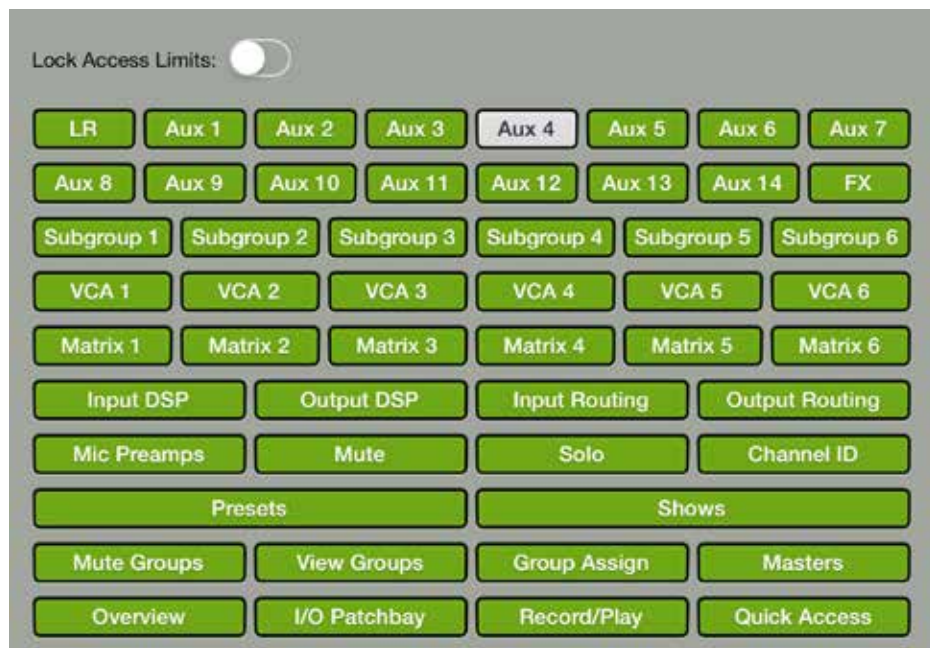 Lock Access Limits:
LR Aux 1 Aux 2 Aux 3 Aux 4 Aux 5 Aux 6 Aux 7
Aux 8 Aux 9 Aux 10 Aux 11 Aux 12 Aux 13 Aux 14 FX
Subgroup 1 Subgroup 2 Subgroup 3 Subgroup 4 Subgroup 5 Subgroup 6
VCA 1 VCA 2 VCA 3 VCA 4 VCA 5 VCA 6
Matrix 1 Matrix 2 Matrix 3 Matrix 4 Matrix 5 Matrix 6
Input DSP Output DSP Input Routing Output Routing
Mic Preamps Mute Solo Channel ID
Presets Shows
Mute Groups View Groups Group Assign Masters
Overview I/O Patchbay Record/Play Quick Access